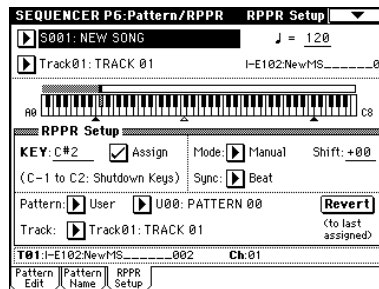 SEQUENCER P6:Pattern/RPPR RPPR Setup
S001: NEW SONG ♩ = 120
Track01: TRACK 01 I-E102:NewMS______0
A0 C8
RPPR Setup
KEY: C#2 Assign Mode: Manual Shift: +00
(C-1 to C2: Shutdown Keys) Sync: Beat
Pattern: User U00: PATTERN 00 Revert
Track: Track01: TRACK 01 (to last assigned)
T01:I-E102:NewMS______002 Ch:01
Pattern Edit Pattern Name RPPR Setup